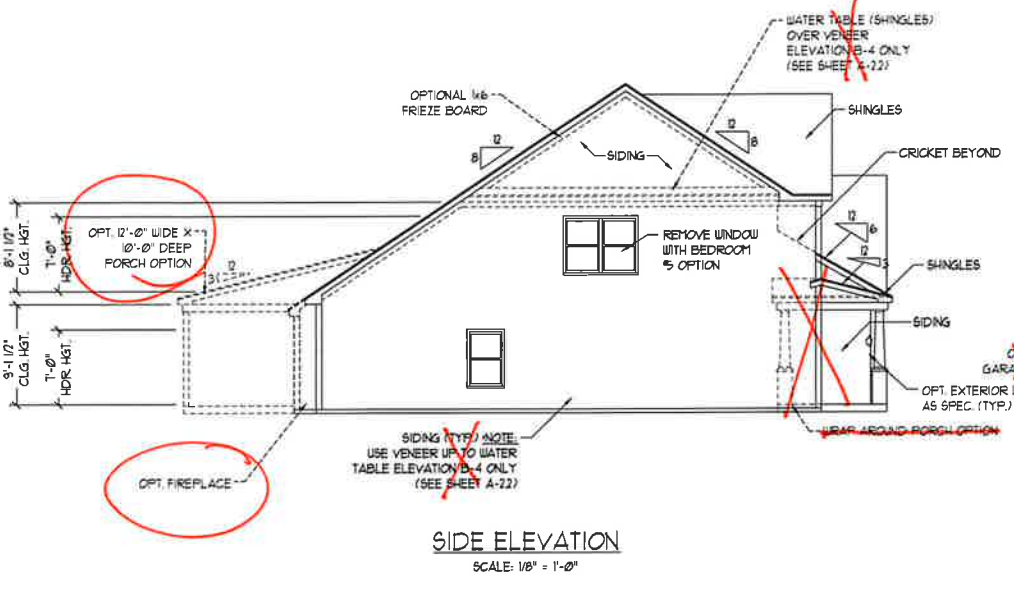 WATER TABLE (SHINGLES)
OVER VENEER
ELEVATION B-4 ONLY
(SEE SHEET A-22)
OPTIONAL 1x6
FRIEZE BOARD
SHINGLES
12
8
12
8
SIDING
CRICKET BEYOND
OPT. 12'-0" WIDE X
10'-0" DEEP
PORCH OPTION
8'-1 1/2"
CLG. HGT.
7'-0"
HDR. HGT.
12
3
REMOVE WINDOW
WITH BEDROOM
#5 OPTION
12
6
12
3
SHINGLES
SIDING
9'-1 1/2"
CLG. HGT.
7'-0"
HDR. HGT.
GARA
OPT. EXTERIOR
AS SPEC. (TYP.)
WRAP AROUND PORCH OPTION
SIDING (TYP.) NOTE:
USE VENEER UP TO WATER
TABLE ELEVATION B-4 ONLY
(SEE SHEET A-22)
OPT. FIREPLACE
SIDE ELEVATION
SCALE: 1/8" = 1'-0"